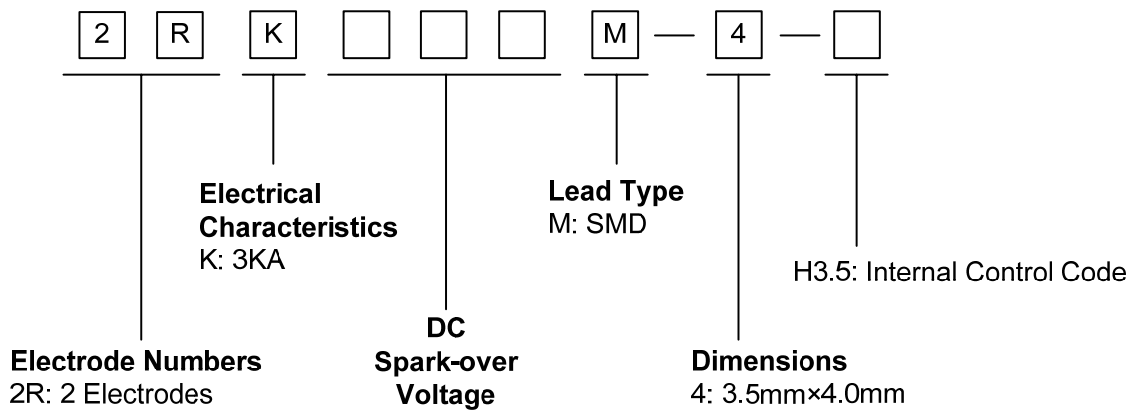 2 R K M — 4 —
Electrical
Characteristics
K: 3KA
Lead Type
M: SMD
H3.5: Internal Control Code
DC
Spark-over
Voltage
Electrode Numbers
2R: 2 Electrodes
Dimensions
4: 3.5mm×4.0mm